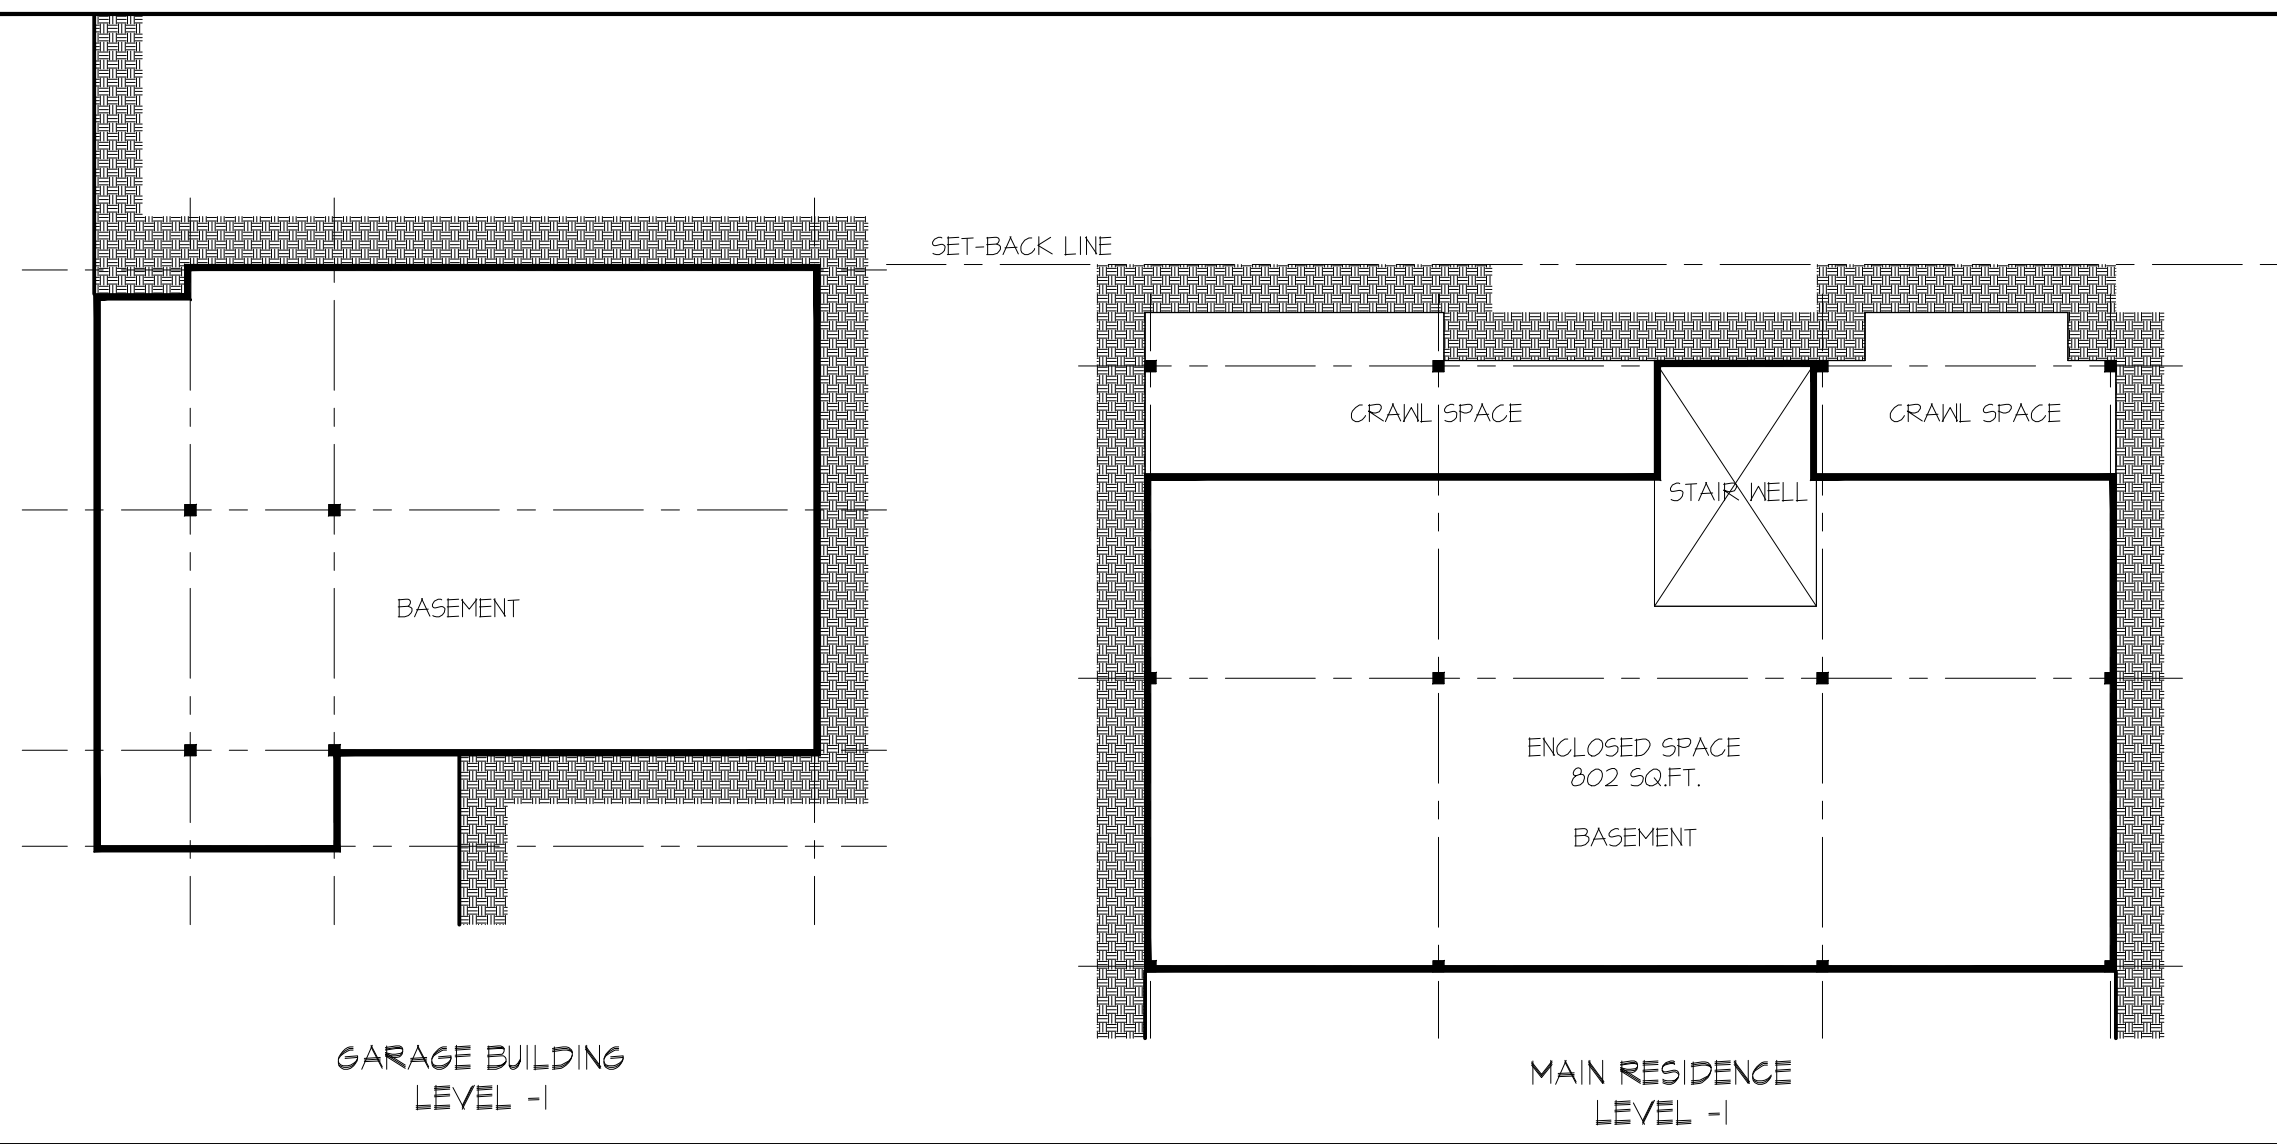 SET-BACK LINE
CRAWL SPACE
CRAWL SPACE
STAIR WELL
BASEMENT
ENCLOSED SPACE
802 SQ.FT.
BASEMENT
GARAGE BUILDING
LEVEL -1
MAIN RESIDENCE
LEVEL -1